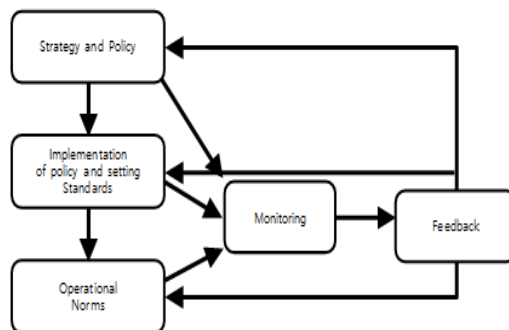 Strategy and Policy
Implementation
of policy and setting
Standards
Monitoring
Feedback
Operational
Norms